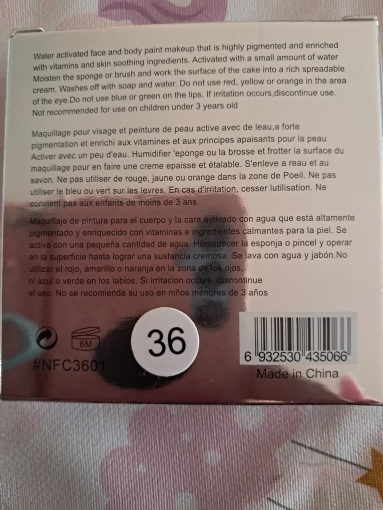 Water activated face and body paint makeup that is highly pigmented and enriched
with vitamins and skin soothing ingredients. Activated with a small amount of water
Moisten the sponge or brush and work the surface of the cake into a rich spreadable
cream. Washes off with soap and water. Do not use red, yellow or orange in the area
of the eye.Do not use blue or green on the lips. If irritation occurs,discontinue use.
Not recommended for use on children under 3 years old
Maquillage pour visage et peinture de peau active avec de leau,a forte
pigmentation et enrichi aux vitamines et aux principes apaisants pour la peau
Activer avec un peu d'eau. Humidifier 'eponge ou la brosse et frotter la surface du
maquillage pour en faire une creme epaisse et étalable. S'enleve a reau et au
savon. Ne pas utiliser de rouge, jaune ou orange dans la zone de Poeil. Ne pas
utiliser le bleu ou vert sur les levres. En cas d'irritation, cesser lutilisation. Ne
convient pas aux enfants de moins de 3 ans.
Maquillaje de pintura para el cuerpo y la cara activado con agua que está altamente
pigmentado y enriquecido con vitaminas e ingredientes calmantes para la piel. Se
activa con una pequeña cantidad de agua. Humedecer la esponja o pincel y operar
en la superficie hasta lograr una sustancia cremosa. Se lava con agua y jabón.No
utilizar el rojo, amarillo o naranja en la zona de los ojos,
ni azul o verde en los labios. Si irritacion occure, discontinue
el uso. No se recomienda su uso en niños menores de 3 años
6M
36
#NFC3601
6 932530 435066
Made in China